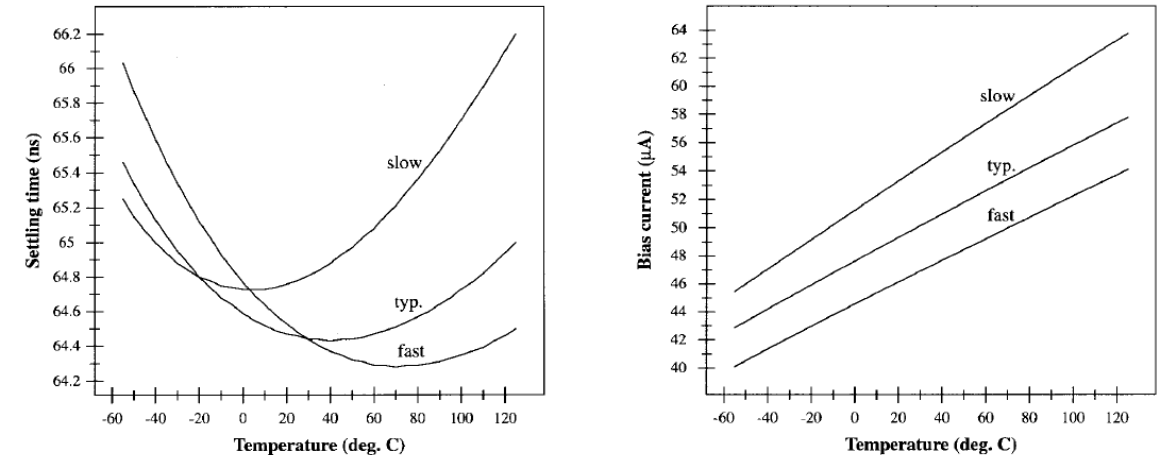 66.2
66
65.8
65.6
65.4
65.2
65
64.8
64.6
64.4
64.2
Settling time (ns)
slow
typ.
fast
-60 -40 -20 0 20 40 60 80 100 120
Temperature (deg. C)
64
62
60
58
56
54
52
50
48
46
44
42
40
Bias current (μA)
slow
typ.
fast
-60 -40 -20 0 20 40 60 80 100 120
Temperature (deg. C)